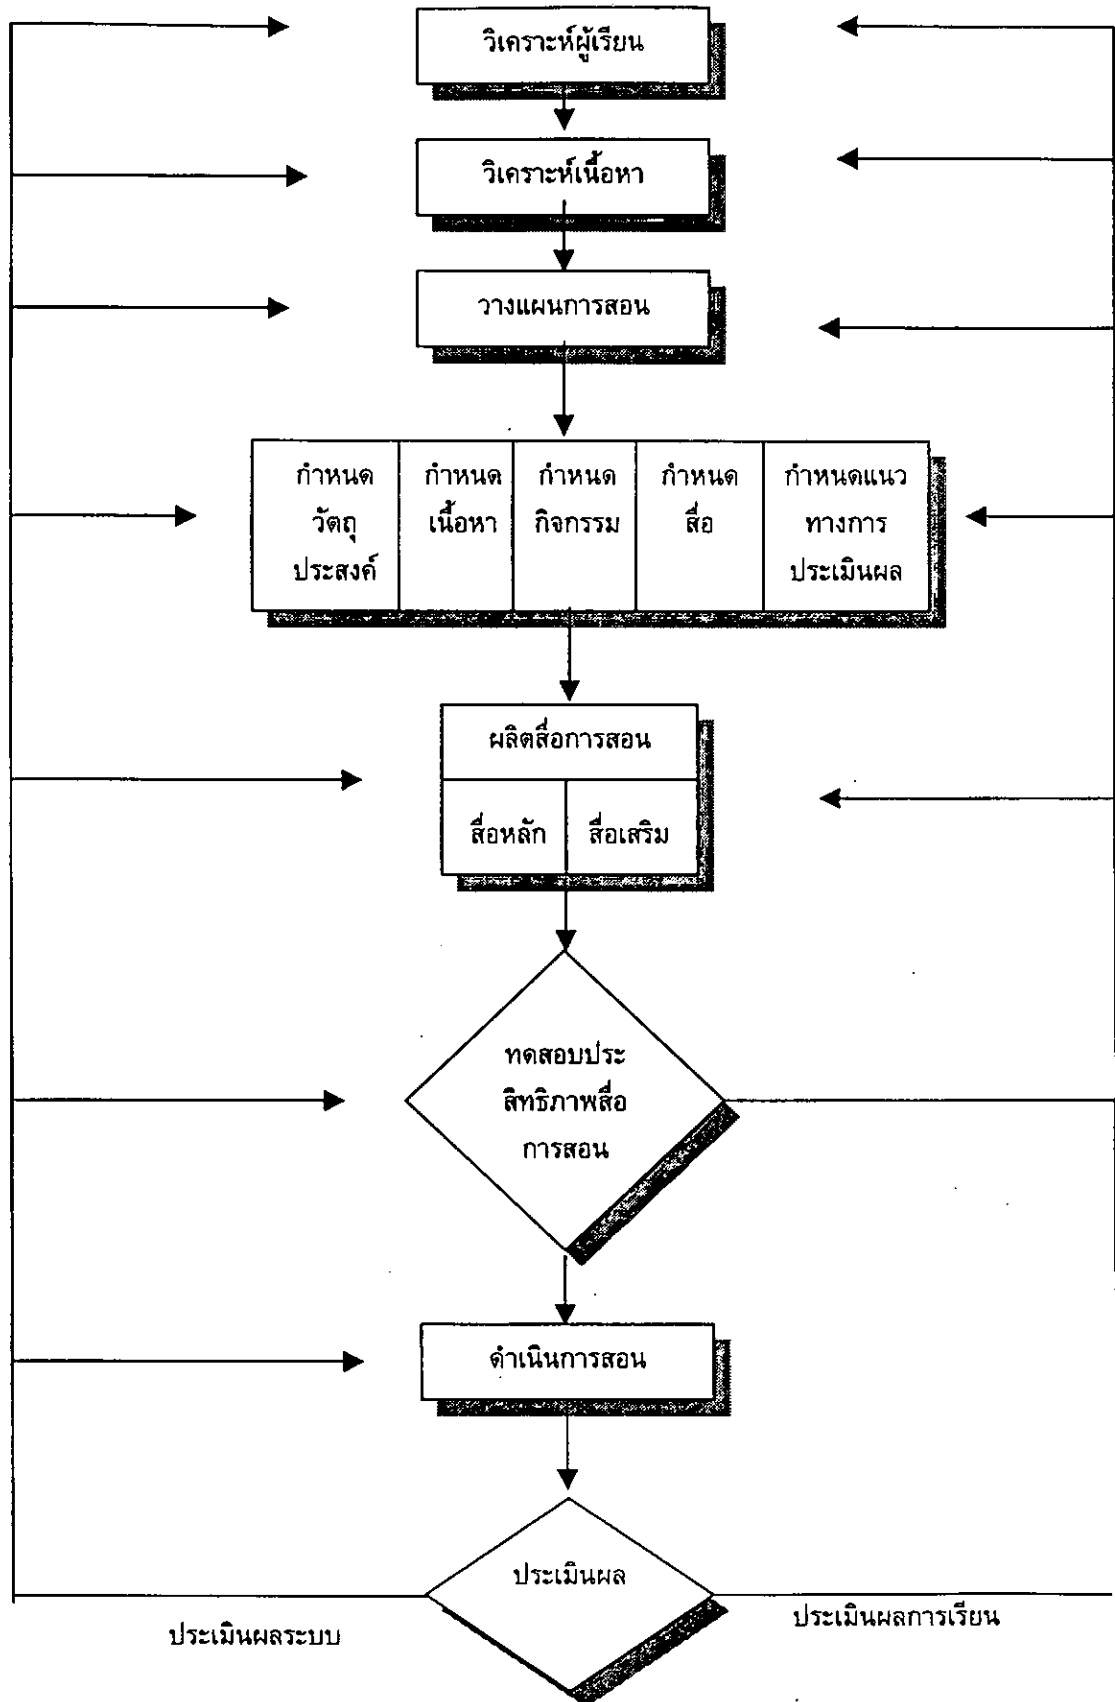 วิเคราะห์ผู้เรียน
วิเคราะห์เนื้อหา
วางแผนการสอน
กำหนด
วัตถุ
ประสงค์
กำหนด
เนื้อหา
กำหนด
กิจกรรม
กำหนด
สื่อ
กำหนดแนว
ทางการ
ประเมินผล
ผลิตสื่อการสอน
สื่อหลัก
สื่อเสริม
ทดสอบประ
สิทธิภาพสื่อ
การสอน
ดำเนินการสอน
ประเมินผล
ประเมินผลระบบ
ประเมินผลการเรียน